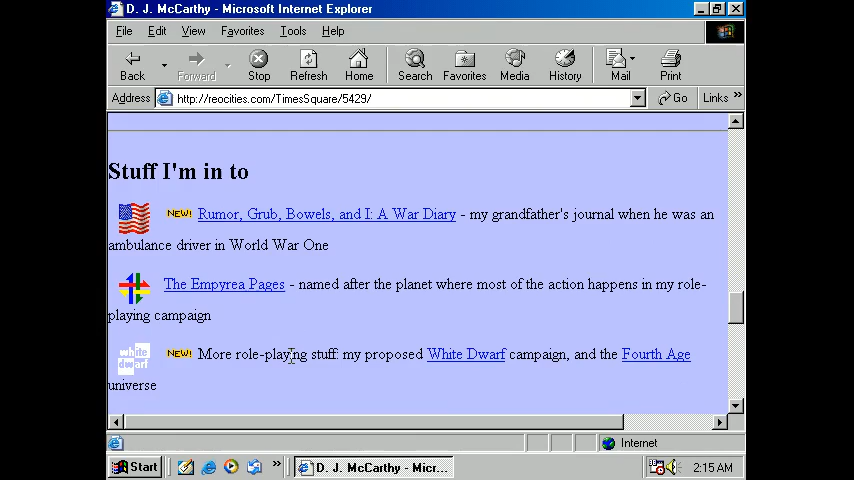 D. J. McCarthy - Microsoft Internet Explorer
File Edit View Favorites Tools Help
Back Forward Stop Refresh Home Search Favorites Media History Mail Print
Address http://reocities.com/TimesSquare/5429/ Go Links »
Stuff I'm in to
NEW! Rumor, Grub, Bowels, and I: A War Diary - my grandfather's journal when he was an
ambulance driver in World War One
The Empyrea Pages - named after the planet where most of the action happens in my role-
playing campaign
white dwarf NEW! More role-playing stuff: my proposed White Dwarf campaign, and the Fourth Age
universe
Internet
Start » D. J. McCarthy - Micr... 2:15 AM